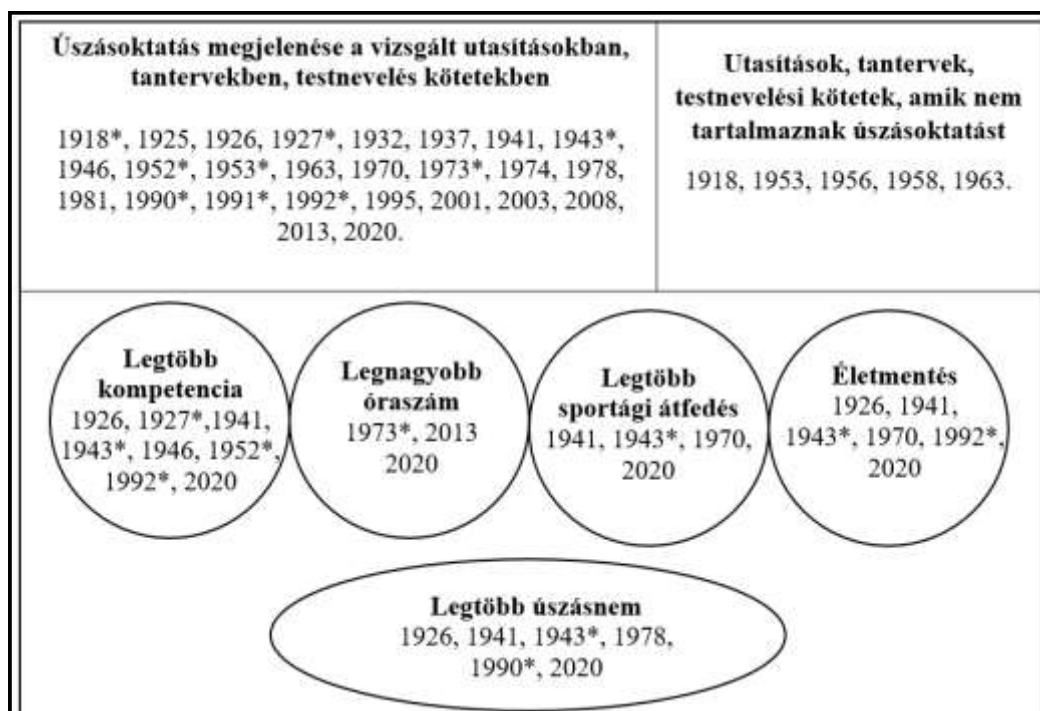 Úszásoktatás megjelenése a vizsgált utasításokban,
tantervekben, testnevelés kötetekben
1918*, 1925, 1926, 1927*, 1932, 1937, 1941, 1943*,
1946, 1952*, 1953*, 1963, 1970, 1973*, 1974, 1978,
1981, 1990*, 1991*, 1992*, 1995, 2001, 2003, 2008,
2013, 2020.
Utasítások, tantervek,
testnevelési kötetek, amik nem
tartalmaznak úszásoktatást
1918, 1953, 1956, 1958, 1963.
Legtöbb
kompetencia
1926, 1927*,1941,
1943*, 1946, 1952*,
1992*, 2020
Legnagyobb
óraszám
1973*, 2013
2020
Legtöbb
sportági átfedés
1941, 1943*, 1970,
2020
Életmentés
1926, 1941,
1943*, 1970, 1992*,
2020
Legtöbb úszásnem
1926, 1941, 1943*, 1978,
1990*, 2020